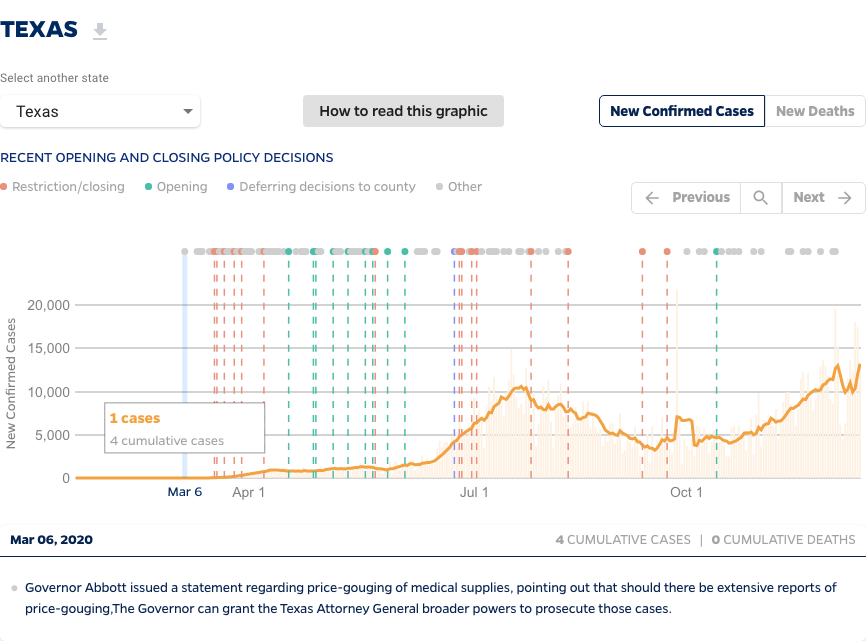 TEXAS
Select another state
Texas
How to read this graphic
New Confirmed Cases
New Deaths
RECENT OPENING AND CLOSING POLICY DECISIONS
Restriction/closing
Opening
Deferring decisions to county
Other
Previous
Next
New Confirmed Cases
20,000
15,000
10,000
5,000
0
1 cases
4 cumulative cases
Mar 6
Apr 1
Jul 1
Oct 1
Mar 06, 2020
4 CUMULATIVE CASES | 0 CUMULATIVE DEATHS
Governor Abbott issued a statement regarding price-gouging of medical supplies, pointing out that should there be extensive reports of
price-gouging,The Governor can grant the Texas Attorney General broader powers to prosecute those cases.